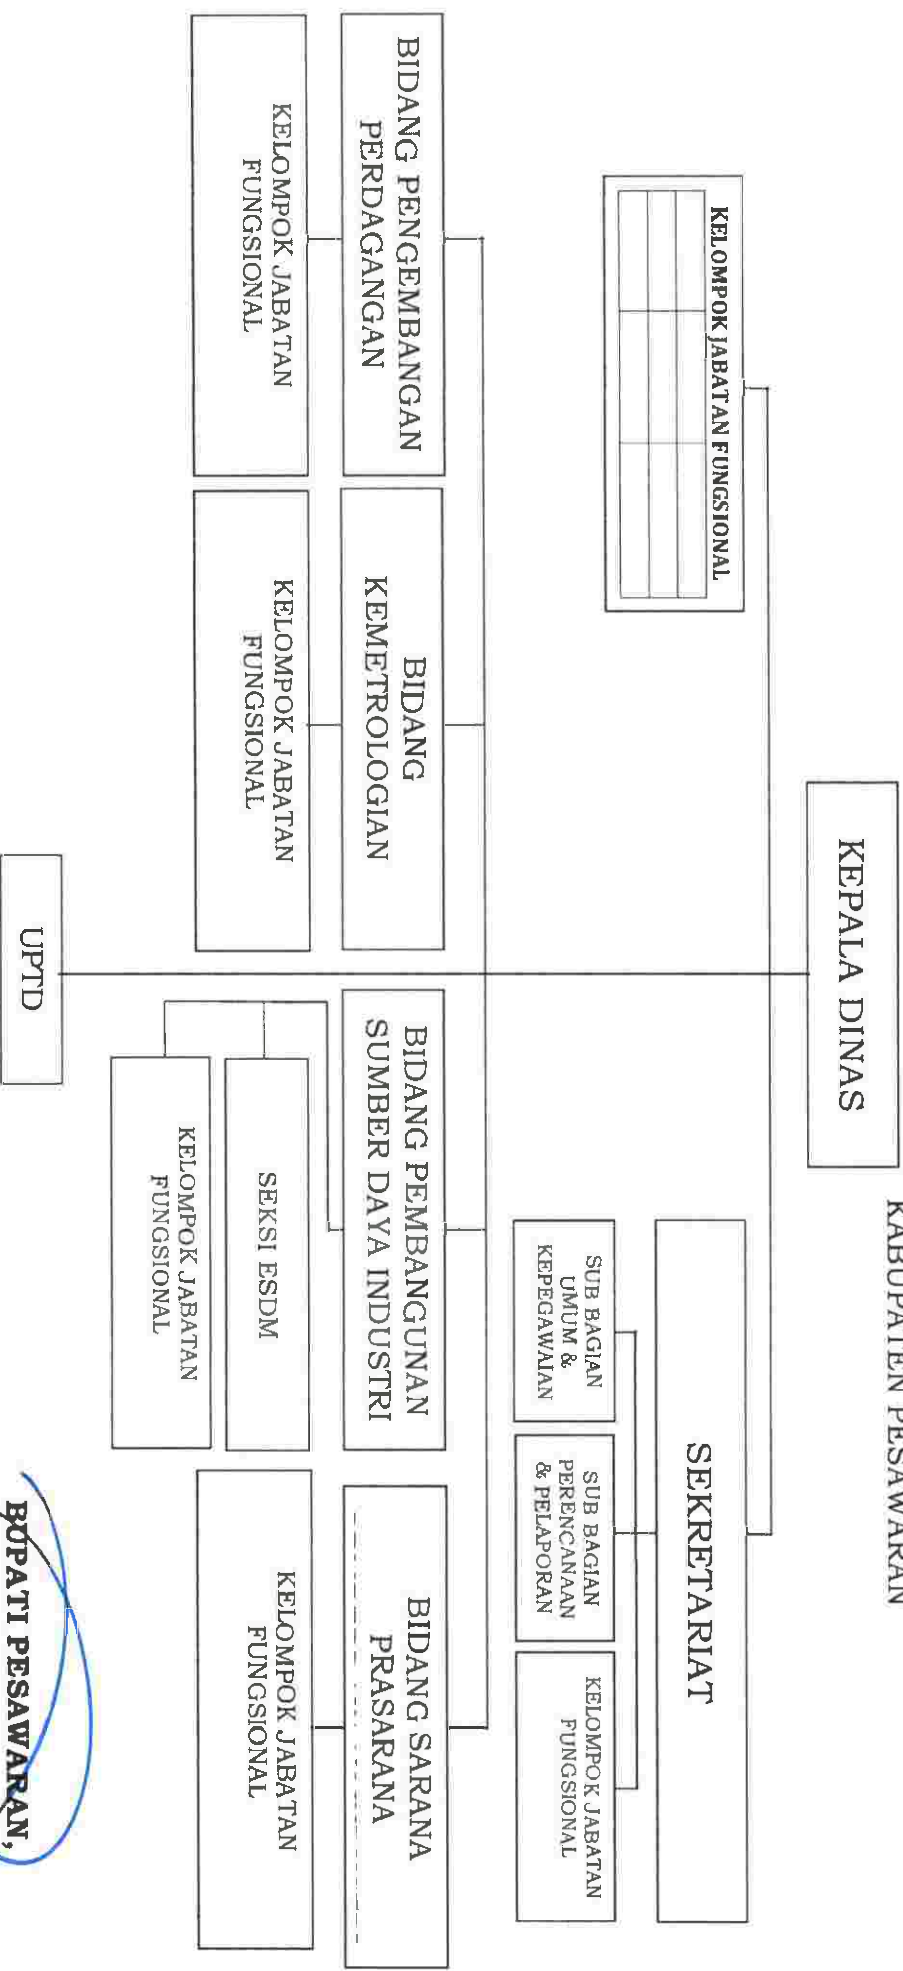 KABUPATEN PESAWARAN
KEPALA DINAS
KELOMPOK JABATAN FUNGSIONAL
SEKRETARIAT
SUB BAGIAN
UMUM &
KEPEGAWAIAN
SUB BAGIAN
PERENCANAAN
& PELAPORAN
KELOMPOK JABATAN
FUNGSIONAL
BIDANG PENGEMBANGAN
PERDAGANGAN
BIDANG
KEMETROLOGIAN
BIDANG PEMBANGUNAN
SUMBER DAYA INDUSTRI
BIDANG SARANA
PRASARANA
KELOMPOK JABATAN
FUNGSIONAL
KELOMPOK JABATAN
FUNGSIONAL
SEKSI ESDM
KELOMPOK JABATAN
FUNGSIONAL
KELOMPOK JABATAN
FUNGSIONAL
UPTD
BUPATI PESAWARAN,